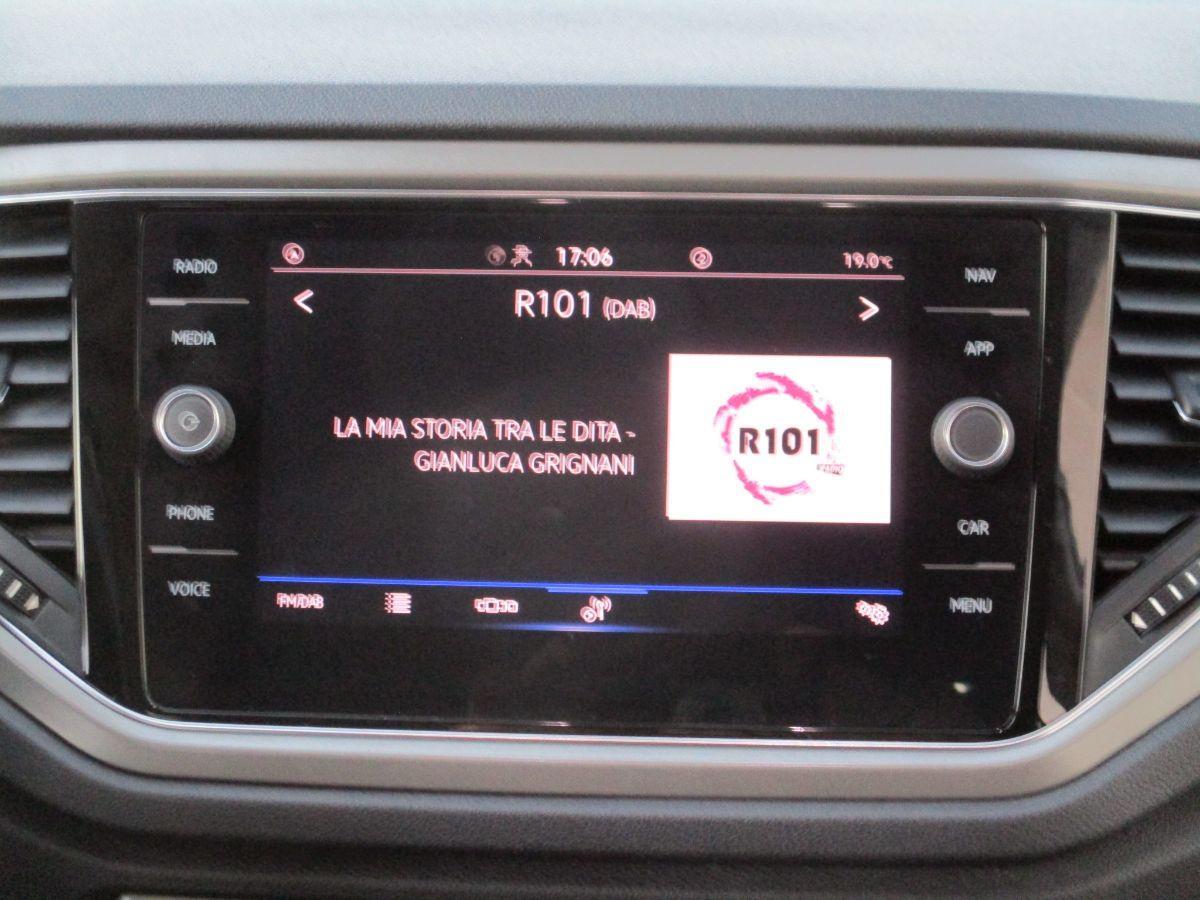 RADIO
MEDIA
PHONE
VOICE
17:06
19.0°C
R101 (DAB)
LA MIA STORIA TRA LE DITA -
GIANLUCA GRIGNANI
R101
RADIO
FM/DAB
NAV
APP
CAR
MENU